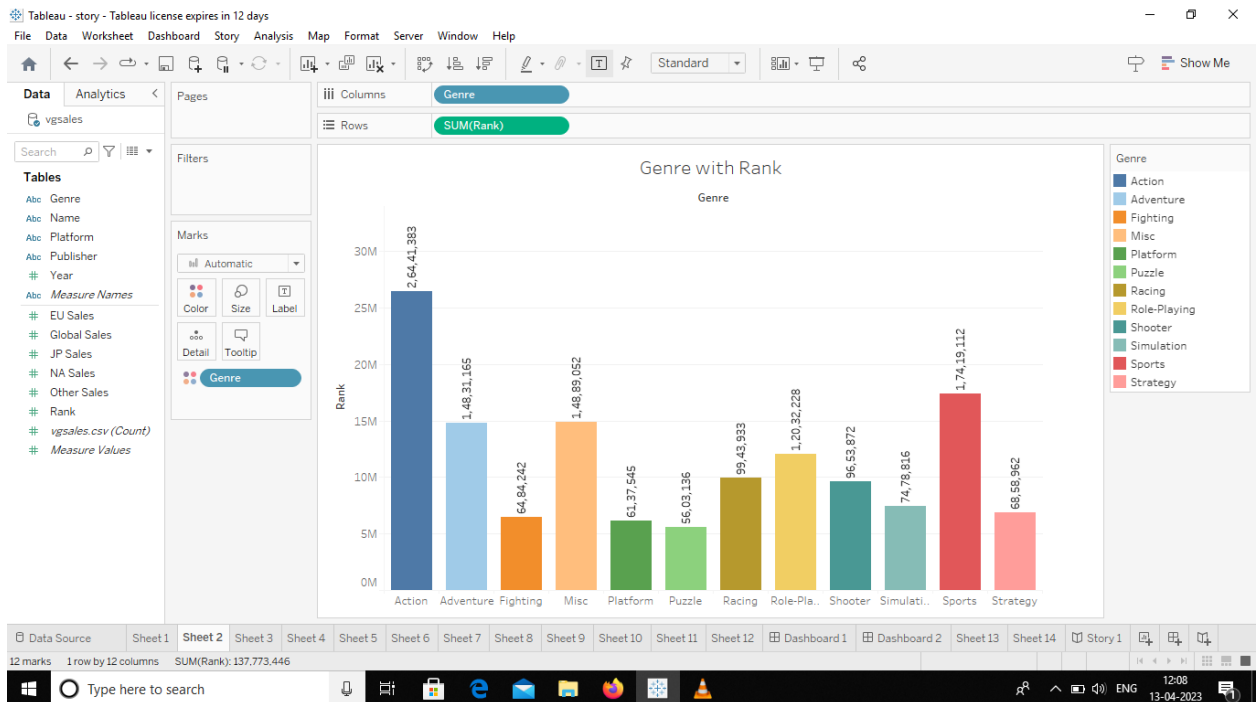 Tableau - story - Tableau license expires in 12 days
File Data Worksheet Dashboard Story Analysis Map Format Server Window Help
Standard
Show Me
Data Analytics
vgsales
Search
Tables
Abc Genre
Abc Name
Abc Platform
Abc Publisher
# Year
Abc Measure Names
# EU Sales
# Global Sales
# JP Sales
# NA Sales
# Other Sales
# Rank
# vgsales.csv (Count)
# Measure Values
Pages
Filters
Marks
Automatic
Color Size Label
Detail Tooltip
Genre
Columns Genre
Rows SUM(Rank)
Genre with Rank
Genre
Rank
30M
25M
20M
15M
10M
5M
0M
2,64,41,383
1,48,31,165
64,84,242
1,48,89,052
61,37,545
56,03,136
99,43,933
1,20,32,228
96,53,872
74,78,816
1,74,19,112
68,58,962
Action Adventure Fighting Misc Platform Puzzle Racing Role-Pla.. Shooter Simulati.. Sports Strategy
Genre
Action
Adventure
Fighting
Misc
Platform
Puzzle
Racing
Role-Playing
Shooter
Simulation
Sports
Strategy
Data Source Sheet 1 Sheet 2 Sheet 3 Sheet 4 Sheet 5 Sheet 6 Sheet 7 Sheet 8 Sheet 9 Sheet 10 Sheet 11 Sheet 12 Dashboard 1 Dashboard 2 Sheet 13 Sheet 14 Story 1
12 marks 1 row by 12 columns SUM(Rank): 137.773.446
Type here to search
ENG
12:08
13-04-2023
1